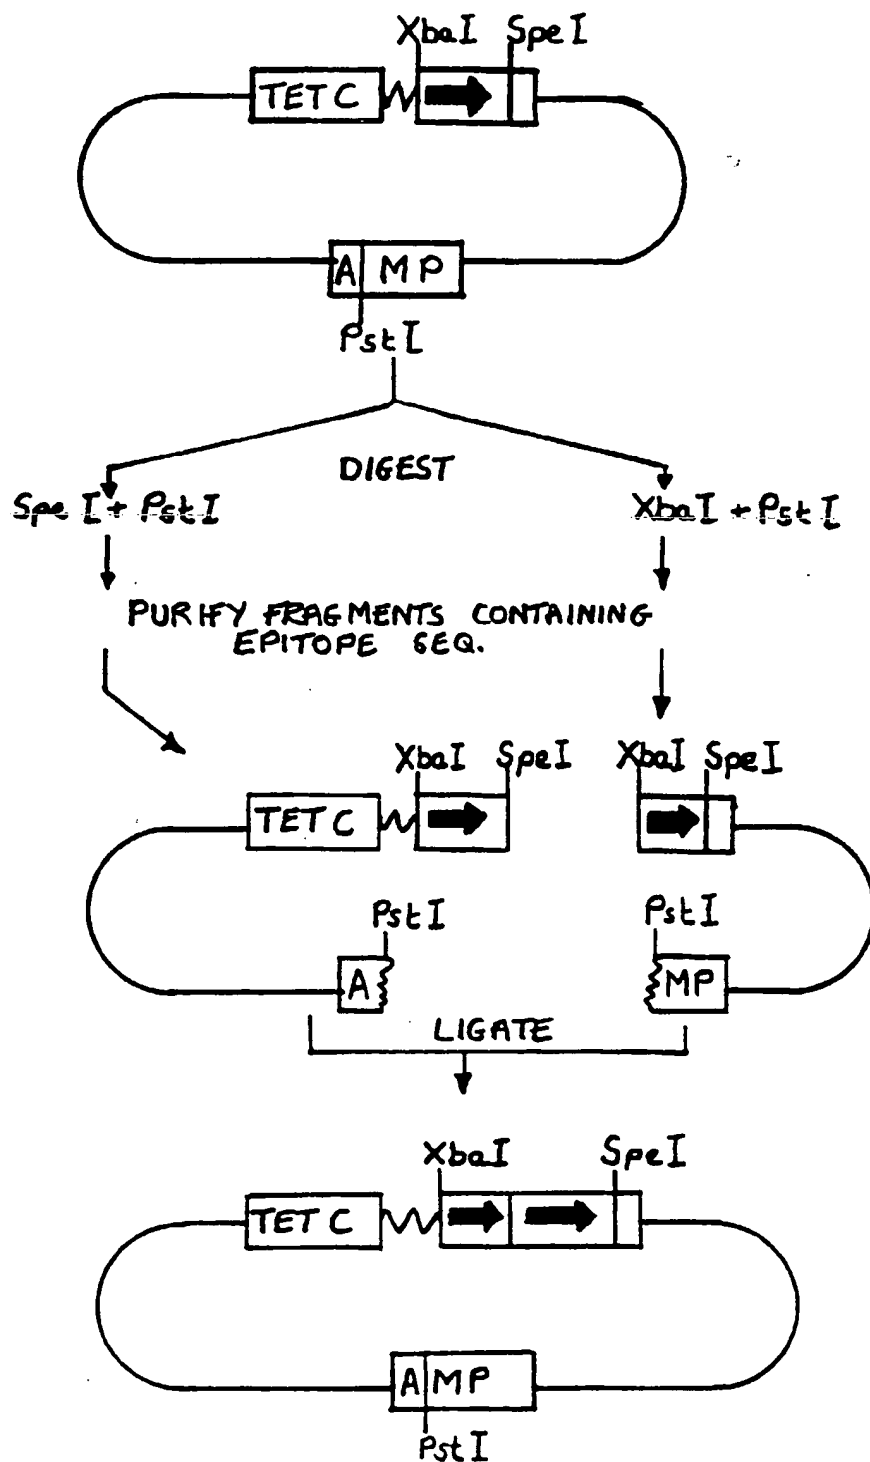 XbaI SpeI
TETC
A MP
PstI
DIGEST
SpeI + PstI XbaI + PstI
PURIFY FRAGMENTS CONTAINING
EPITOPE SEQ.
XbaI SpeI XbaI SpeI
TETC
PstI PstI
A MP
LIGATE
XbaI SpeI
TETC
A MP
PstI